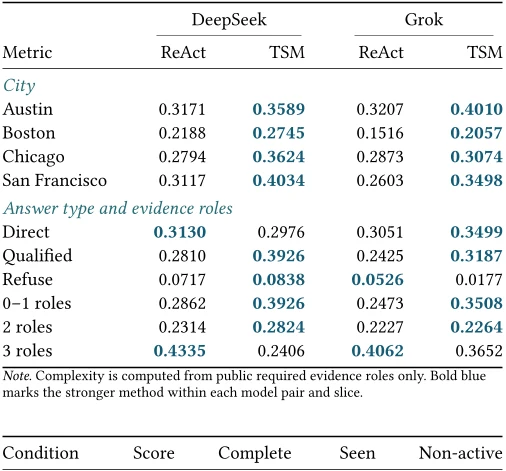 DeepSeek Grok
Metric ReAct TSM ReAct TSM
City
Austin 0.3171 0.3589 0.3207 0.4010
Boston 0.2188 0.2745 0.1516 0.2057
Chicago 0.2794 0.3624 0.2873 0.3074
San Francisco 0.3117 0.4034 0.2603 0.3498
Answer type and evidence roles
Direct 0.3130 0.2976 0.3051 0.3499
Qualified 0.2810 0.3926 0.2425 0.3187
Refuse 0.0717 0.0838 0.0526 0.0177
0–1 roles 0.2862 0.3926 0.2473 0.3508
2 roles 0.2314 0.2824 0.2227 0.2264
3 roles 0.4335 0.2406 0.4062 0.3652
Note. Complexity is computed from public required evidence roles only. Bold blue
marks the stronger method within each model pair and slice.
Condition Score Complete Seen Non-active